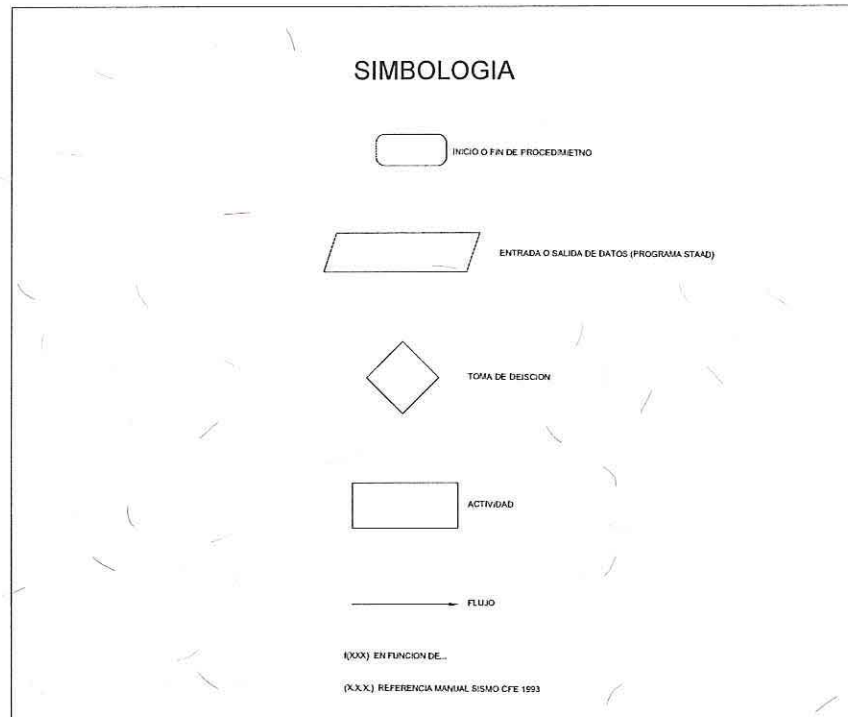 SIMBOLOGIA
INICIO O FIN DE PROCEDIMIETNO
ENTRADA O SALIDA DE DATOS (PROGRAMA STAAD)
TOMA DE DEISCION
ACTIVIDAD
FLUJO
f(XXX) EN FUNCION DE...
(X.X.X.) REFERENCIA MANUAL SISMO CFE 1993